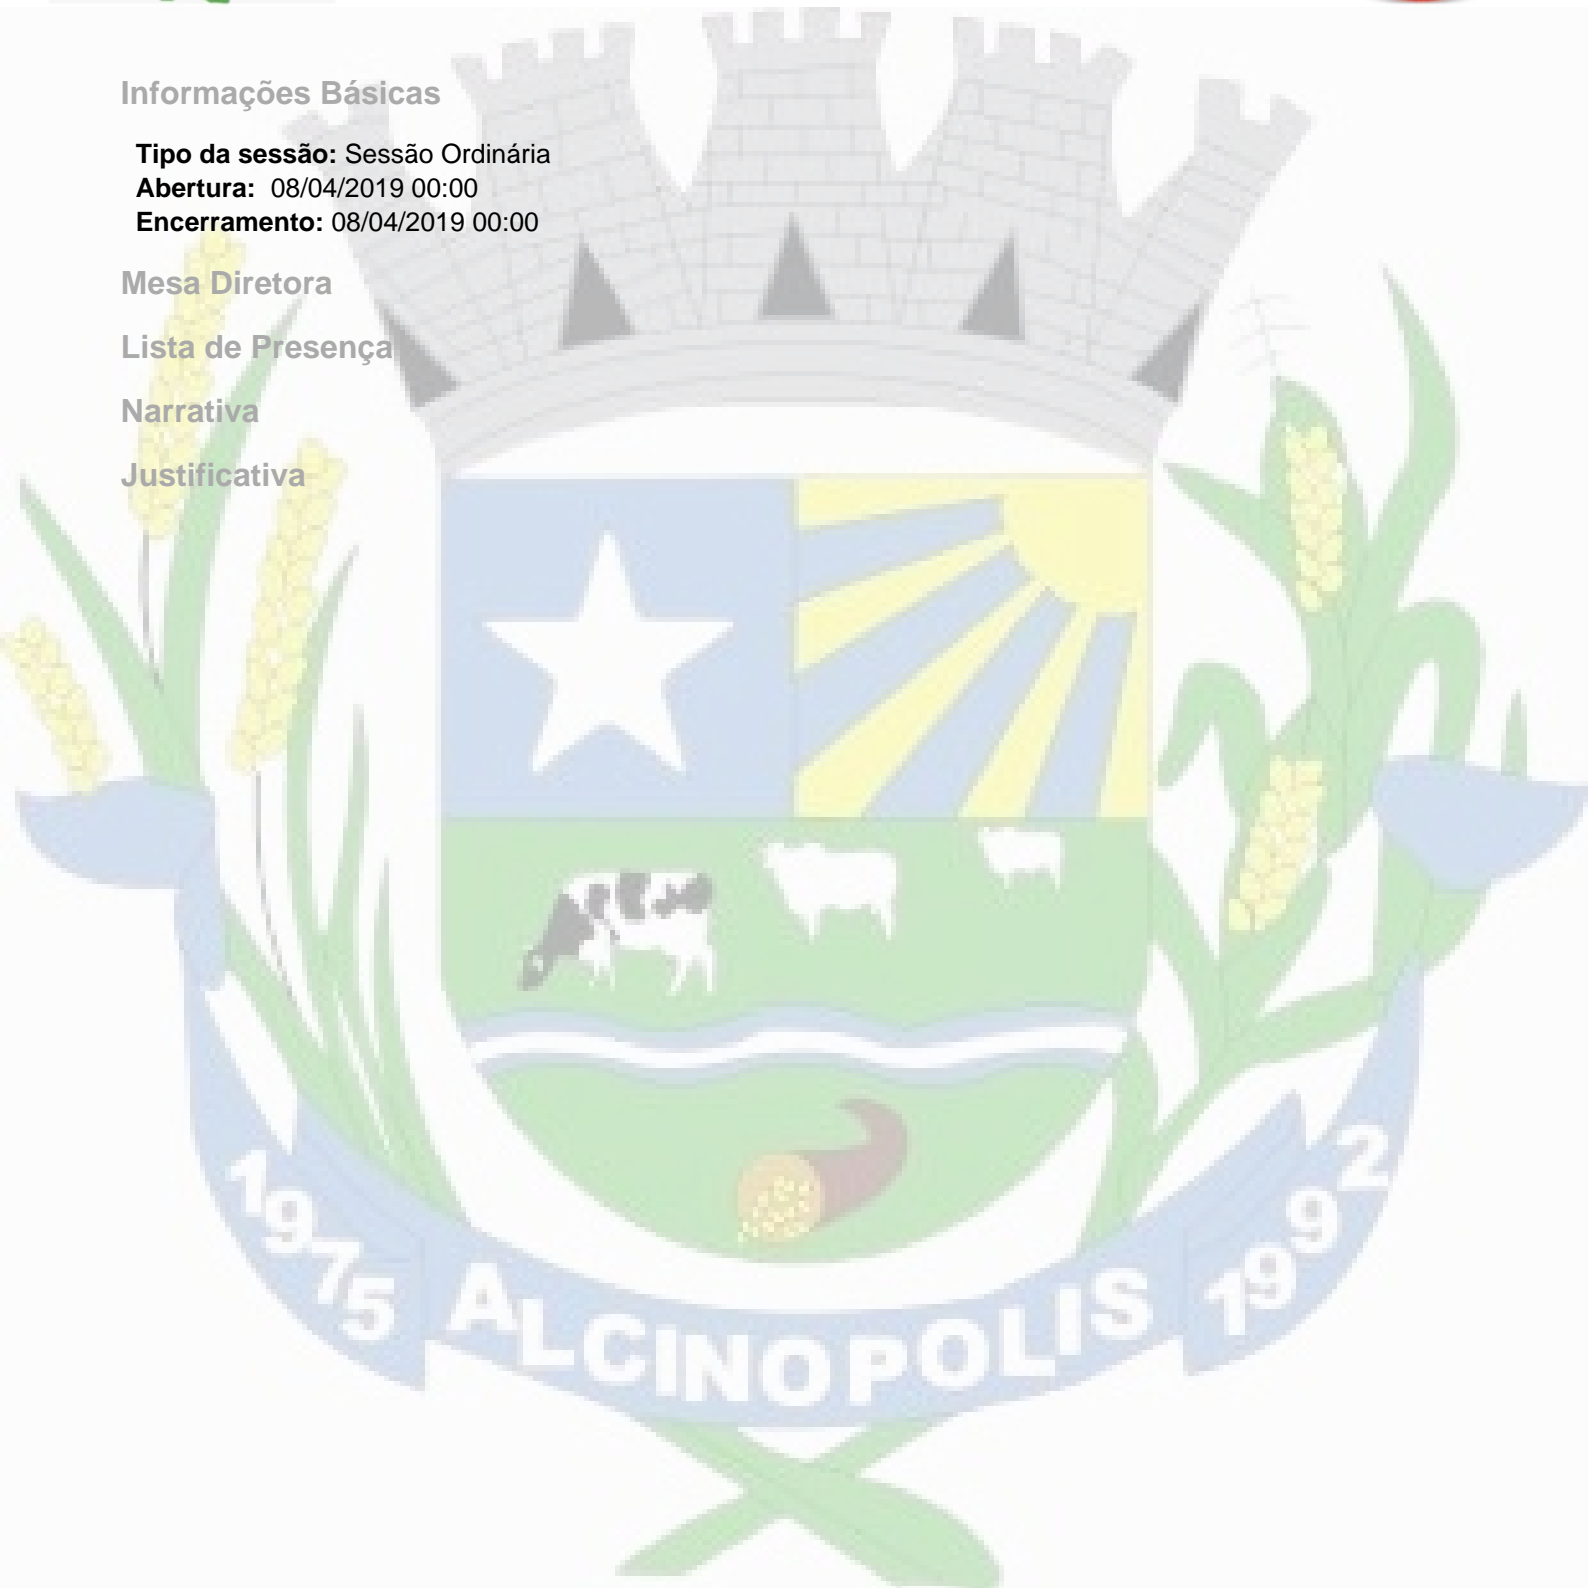 Informações Básicas
Tipo da sessão: Sessão Ordinária
Abertura: 08/04/2019 00:00
Encerramento: 08/04/2019 00:00
Mesa Diretora
Lista de Presença
Narrativa
Justificativa
1975 ALCINOPOLIS 1992